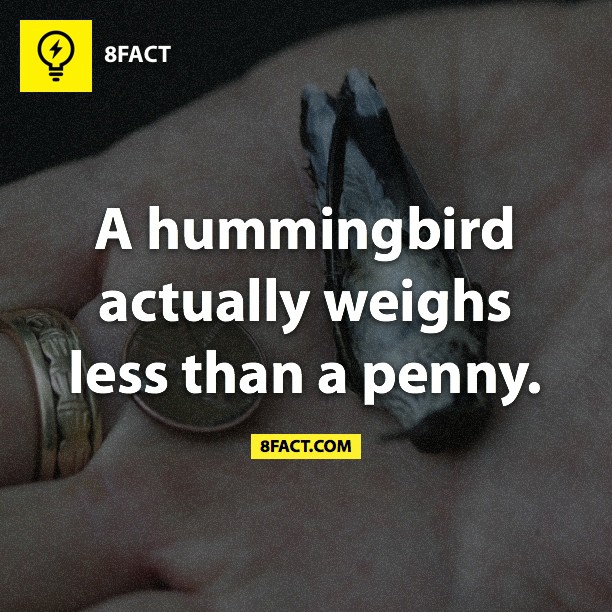 8FACT
A hummingbird
actually weighs
less than a penny.
8FACT.COM